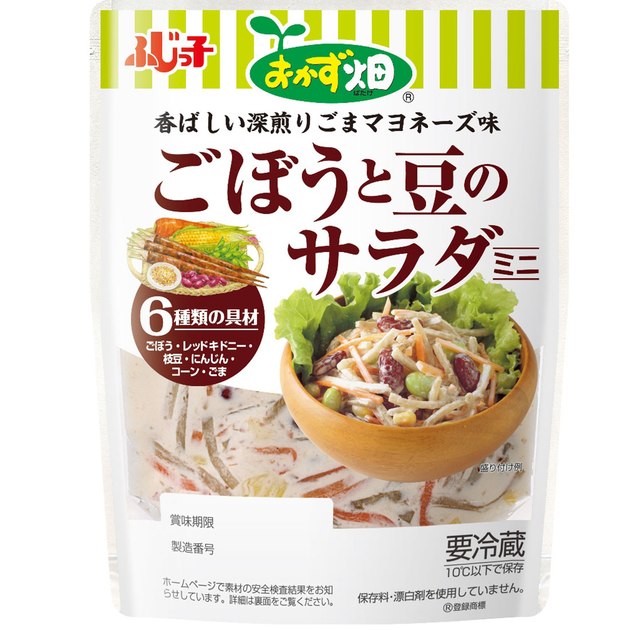 ふじっ子
おかず畑
ばたけ
®
香ばしい深煎りごまマヨネーズ味
ごぼうと豆の
サラダ ミニ
6種類の具材
ごぼう・レッドキドニー・
枝豆・にんじん・
コーン・ごま
盛り付け例
賞味期限
製造番号
要冷蔵
10℃以下で保存
ホームページで素材の安全検査結果をお知
らせしています。詳細は裏面をご覧ください。
保存料・漂白剤を使用していません。
®登録商標